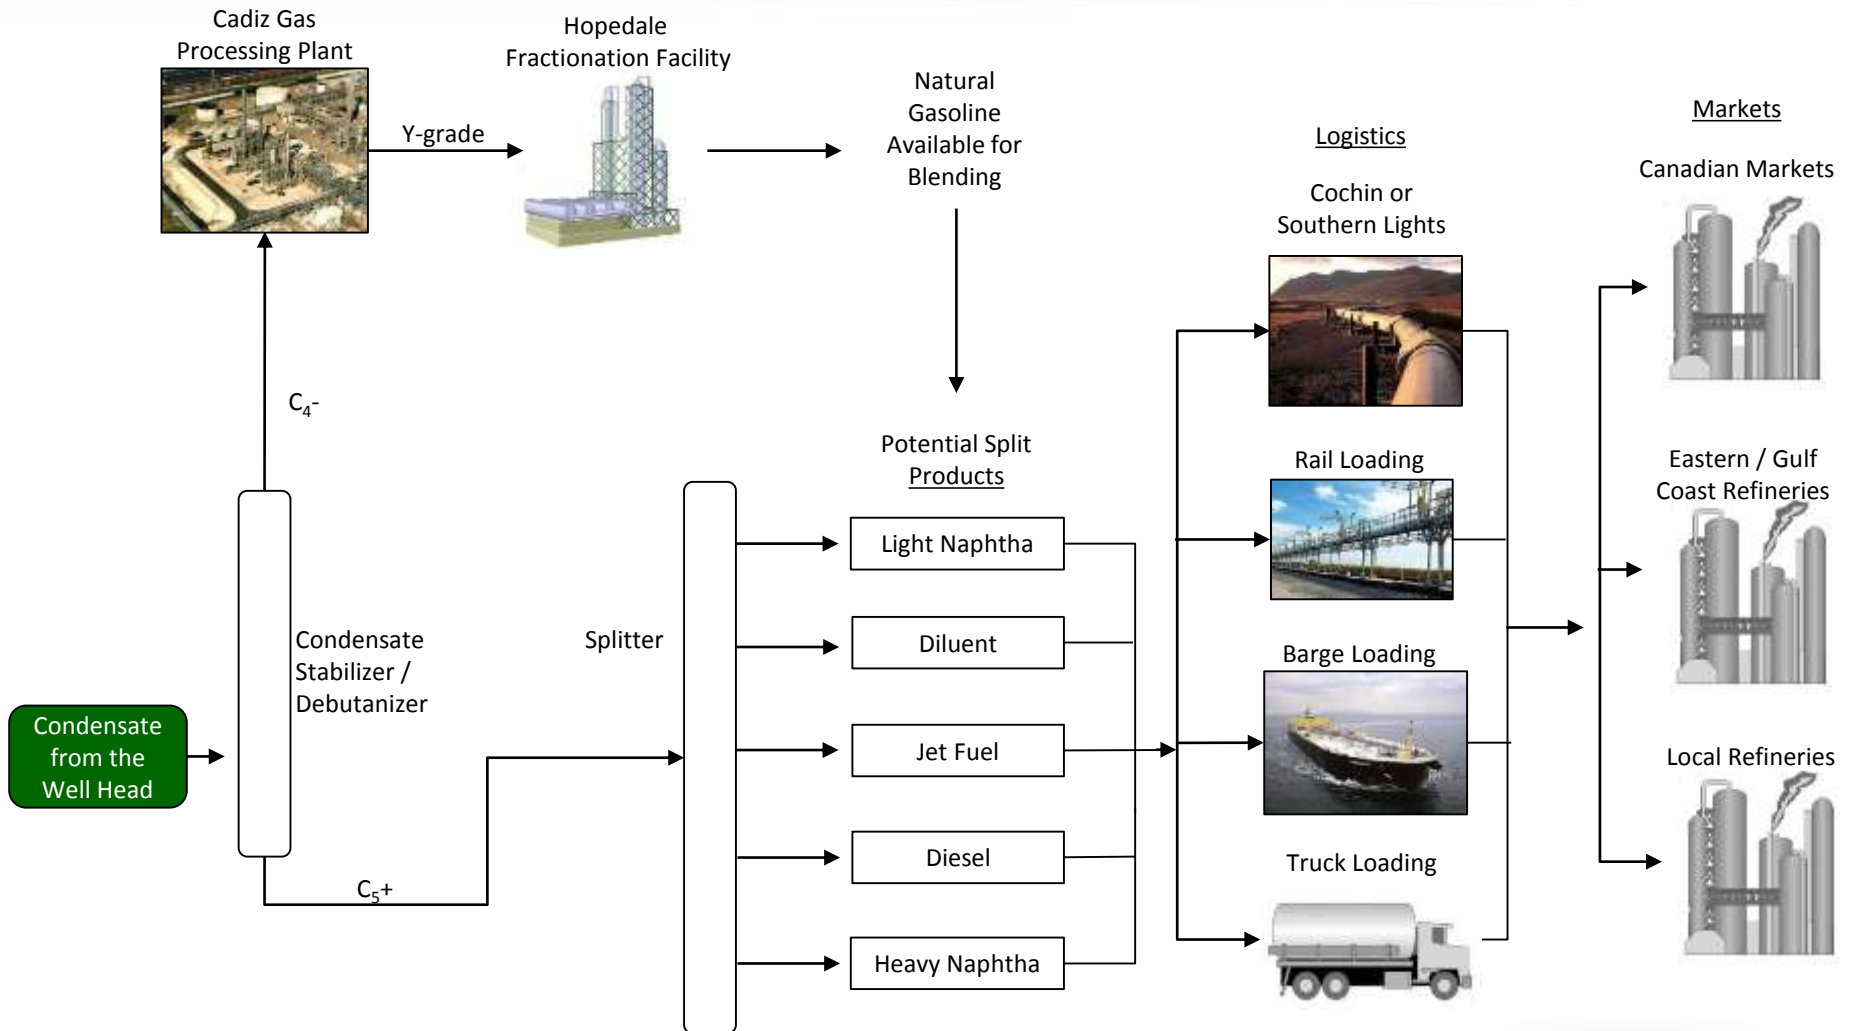 Cadiz Gas
Processing Plant
Hopedale
Fractionation Facility
Y-grade
Natural
Gasoline
Available for
Blending
Logistics
Markets
Cochin or
Southern Lights
Canadian Markets
C₄-
Potential Split
Products
Rail Loading
Eastern / Gulf
Coast Refineries
Light Naphtha
Condensate
Stabilizer /
Debutanizer
Splitter
Diluent
Barge Loading
Condensate
from the
Well Head
Jet Fuel
Local Refineries
Diesel
Truck Loading
C₅+
Heavy Naphtha